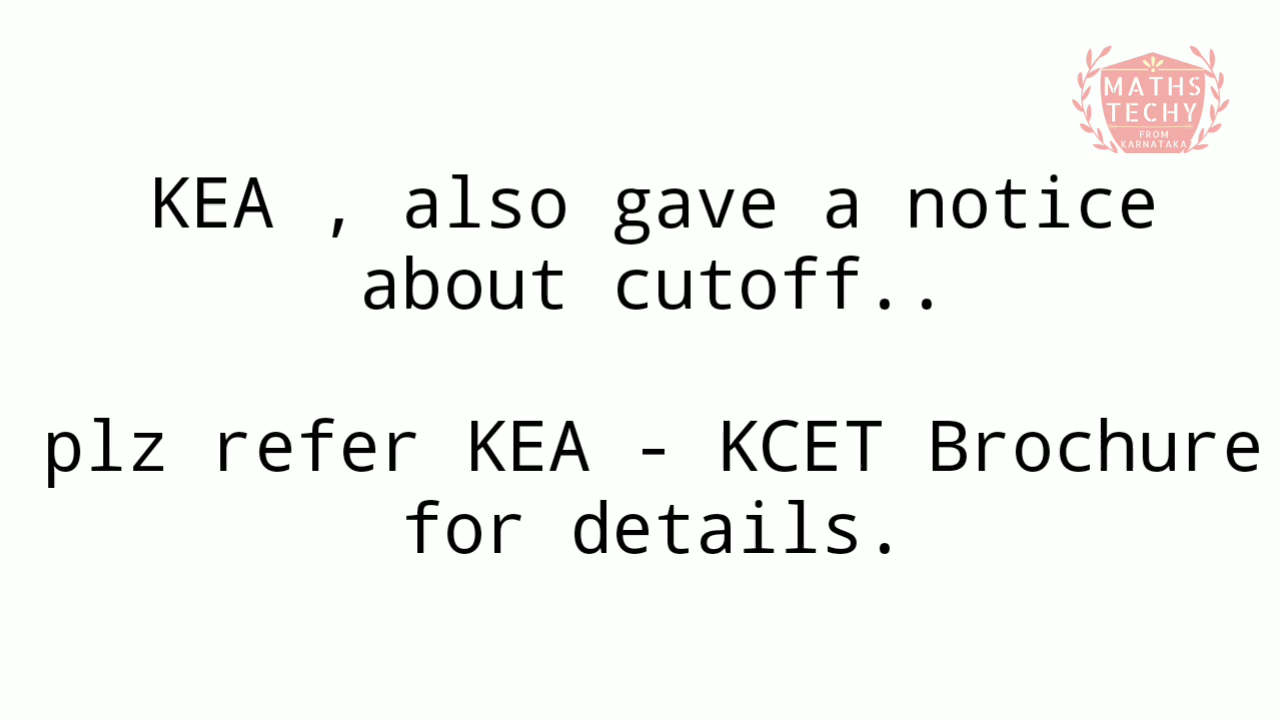 MATHS
TECHY
FROM
KARNATAKA
KEA , also gave a notice
about cutoff..
plz refer KEA - KCET Brochure
for details.